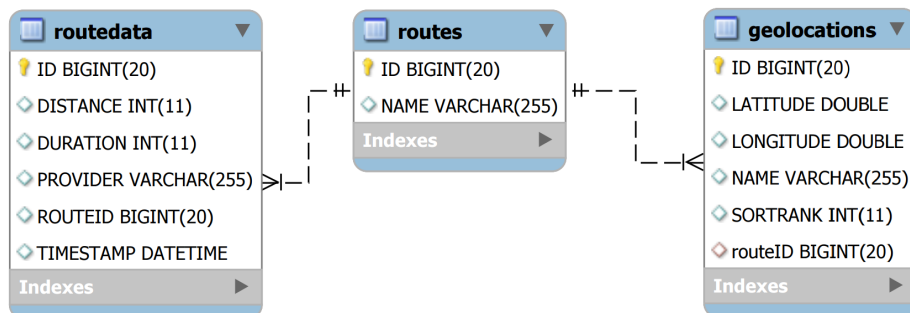 routedata
ID BIGINT(20)
DISTANCE INT(11)
DURATION INT(11)
PROVIDER VARCHAR(255)
ROUTEID BIGINT(20)
TIMESTAMP DATETIME
Indexes
routes
ID BIGINT(20)
NAME VARCHAR(255)
Indexes
geolocations
ID BIGINT(20)
LATITUDE DOUBLE
LONGITUDE DOUBLE
NAME VARCHAR(255)
SORTRANK INT(11)
routeID BIGINT(20)
Indexes